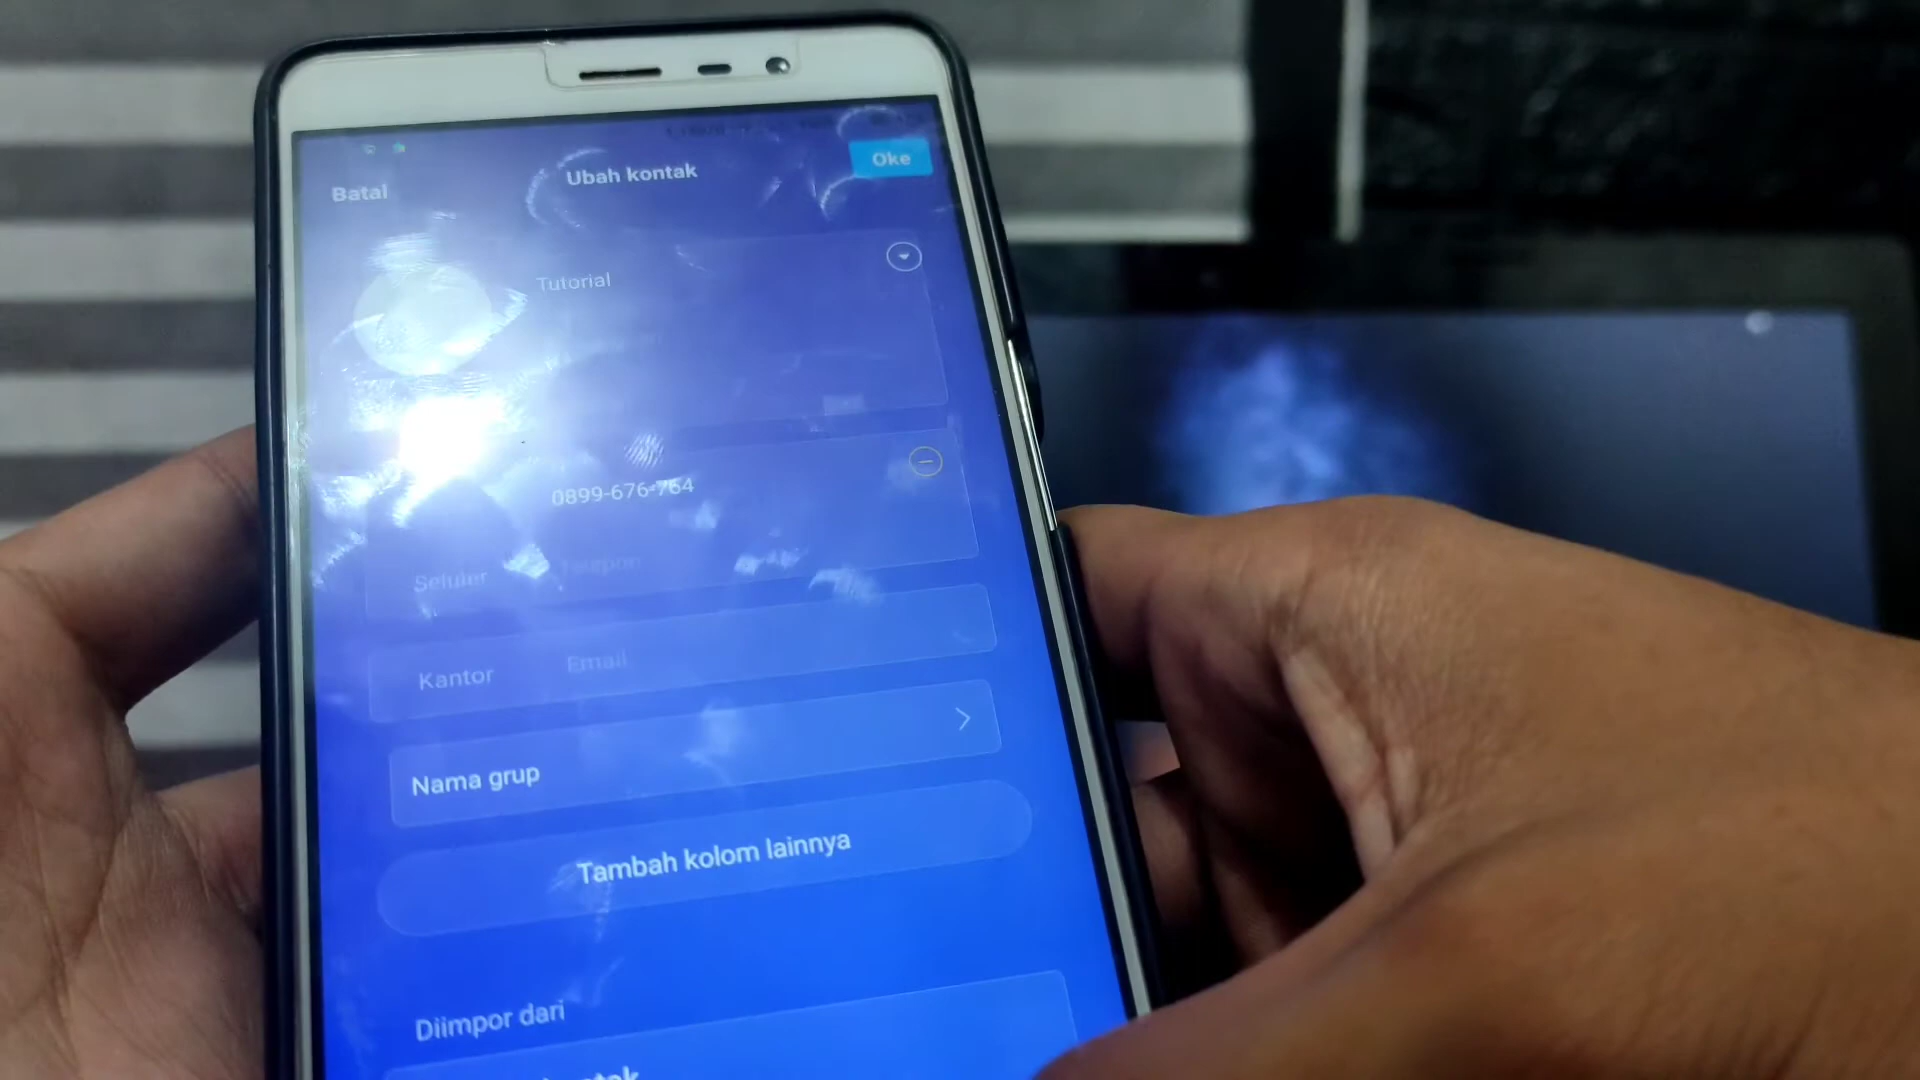 Batal
Ubah kontak
Oke
Tutorial
0899-676-764
Seluler
Telepon
Kantor
Email
Nama grup
Tambah kolom lainnya
Diimpor dari